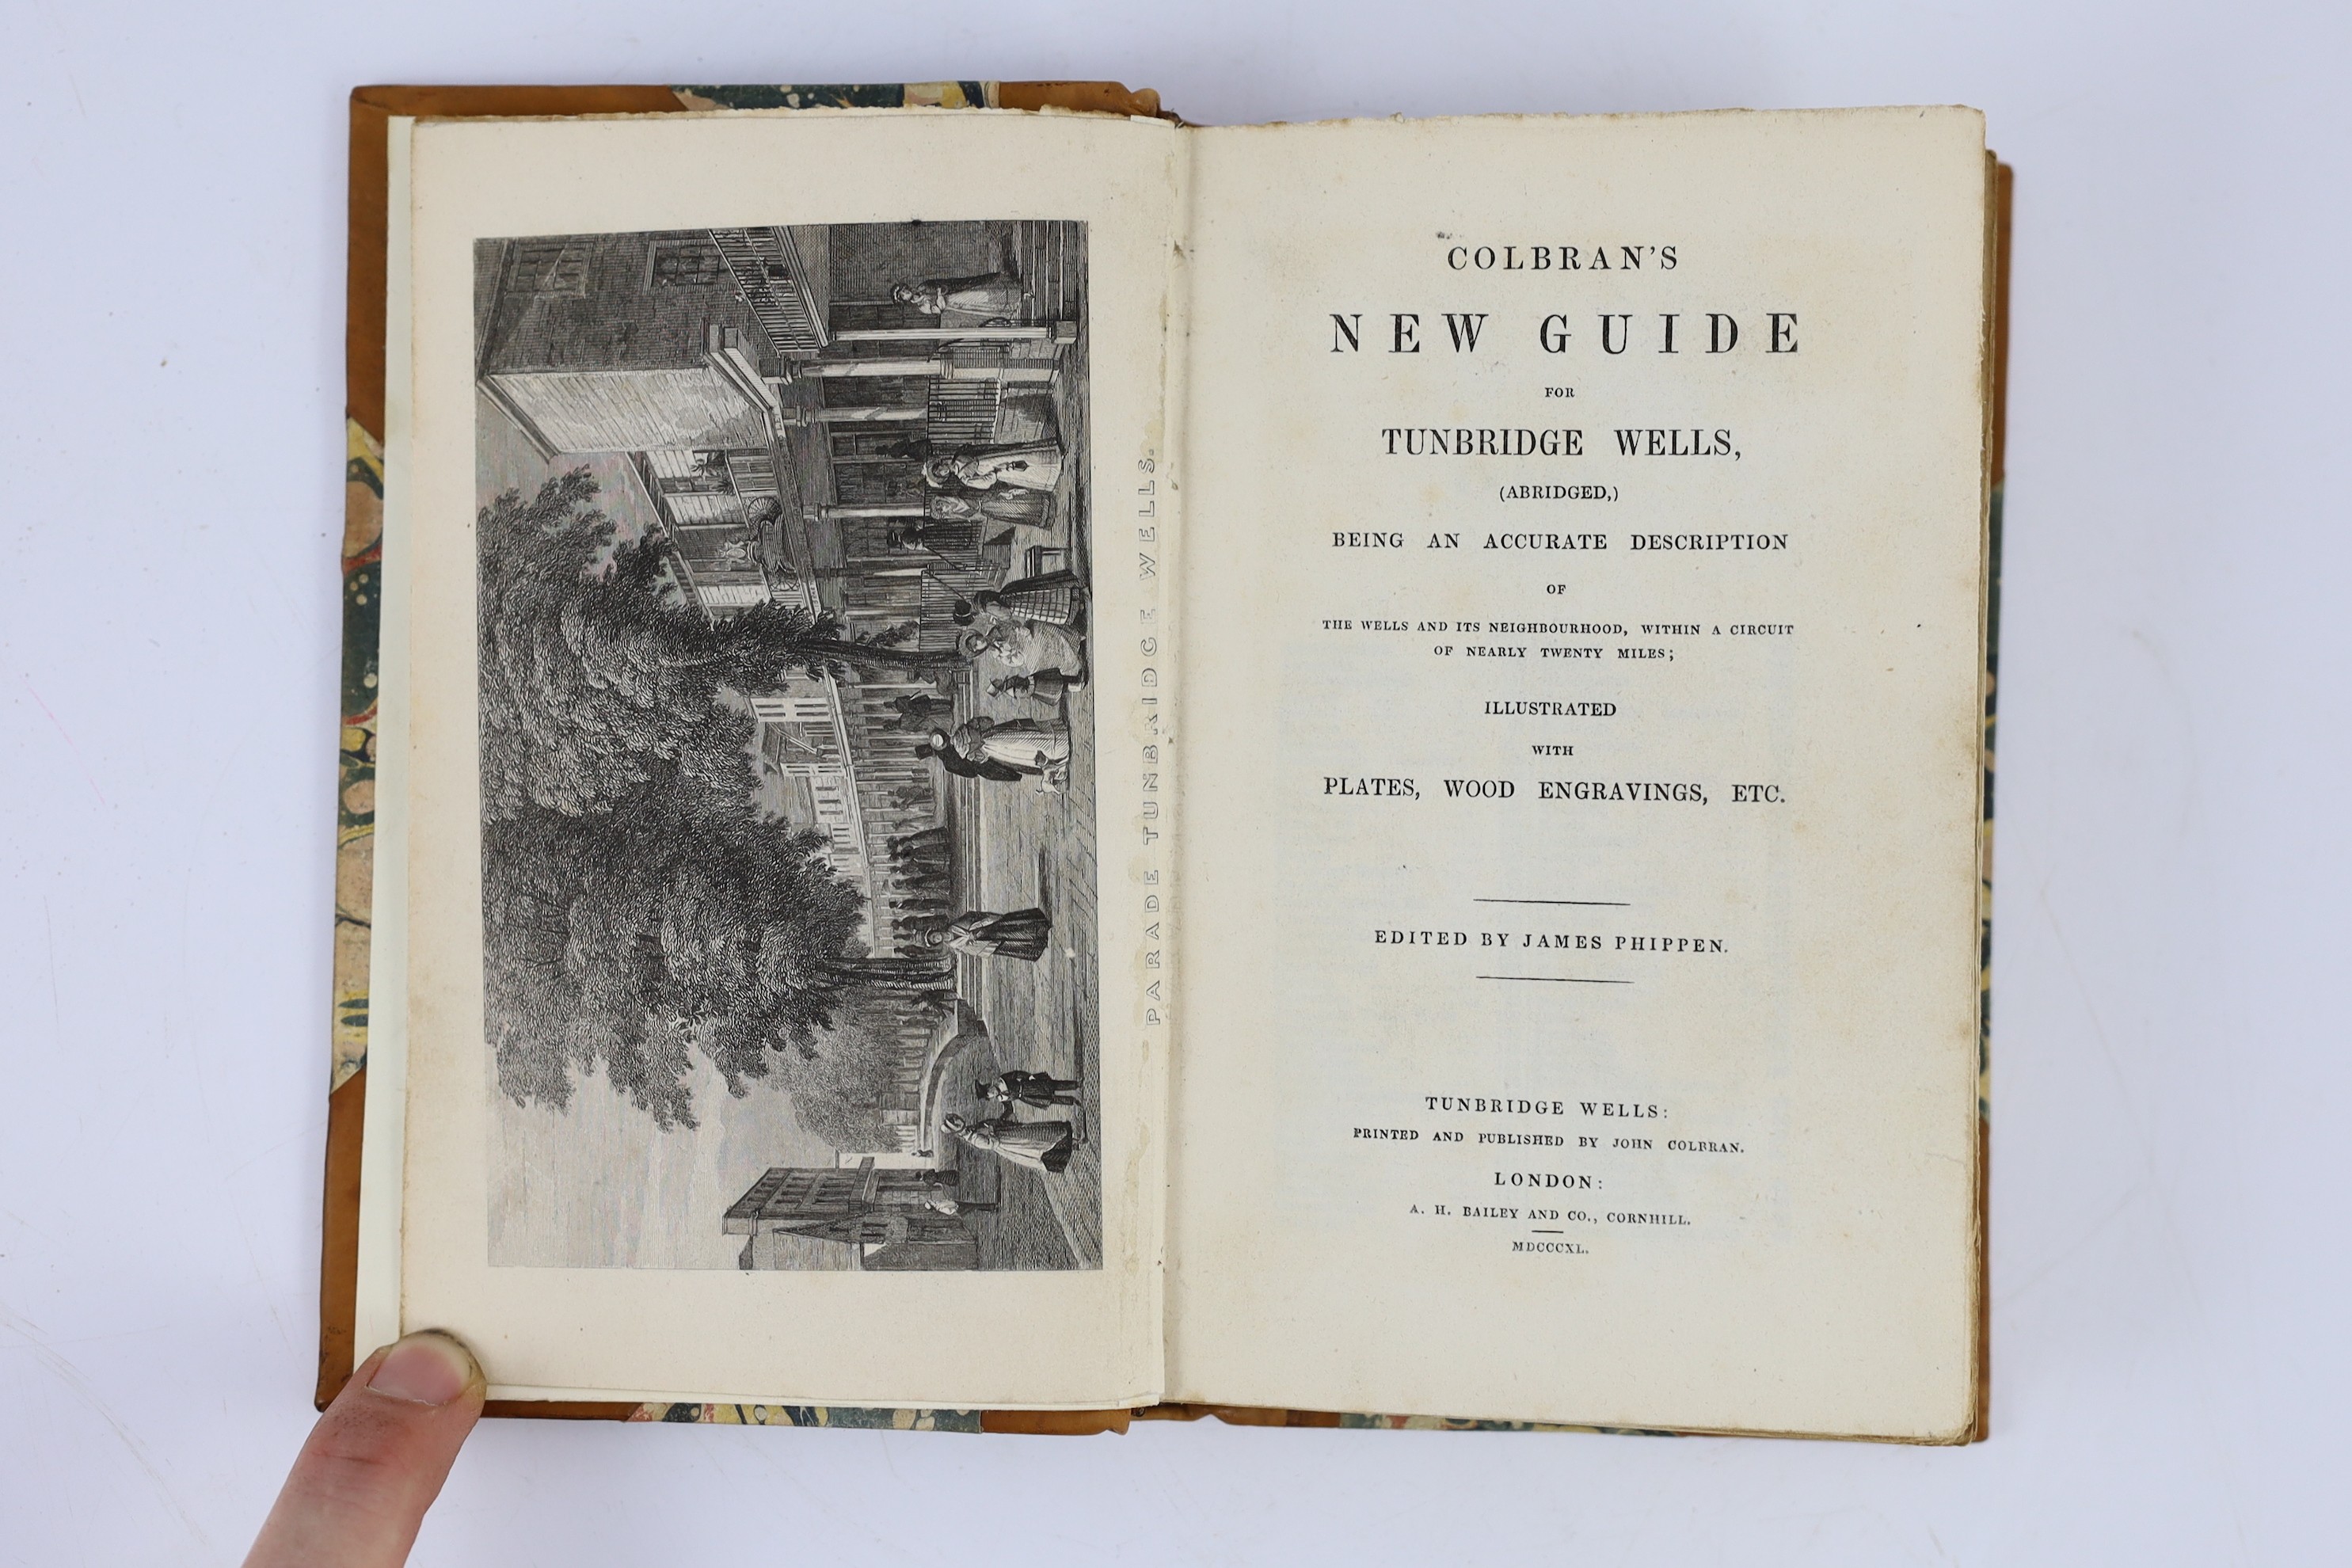 PARADE TUNBRIDGE WELLS.
COLBRAN'S
NEW GUIDE
FOR
TUNBRIDGE WELLS,
(ABRIDGED,)
BEING AN ACCURATE DESCRIPTION
OF
THE WELLS AND ITS NEIGHBOURHOOD, WITHIN A CIRCUIT
OF NEARLY TWENTY MILES;
ILLUSTRATED
WITH
PLATES, WOOD ENGRAVINGS, ETC.
EDITED BY JAMES PHIPPEN.
TUNBRIDGE WELLS:
PRINTED AND PUBLISHED BY JOHN COLBRAN.
LONDON:
A. H. BAILEY AND CO., CORNHILL.
MDCCCXL.